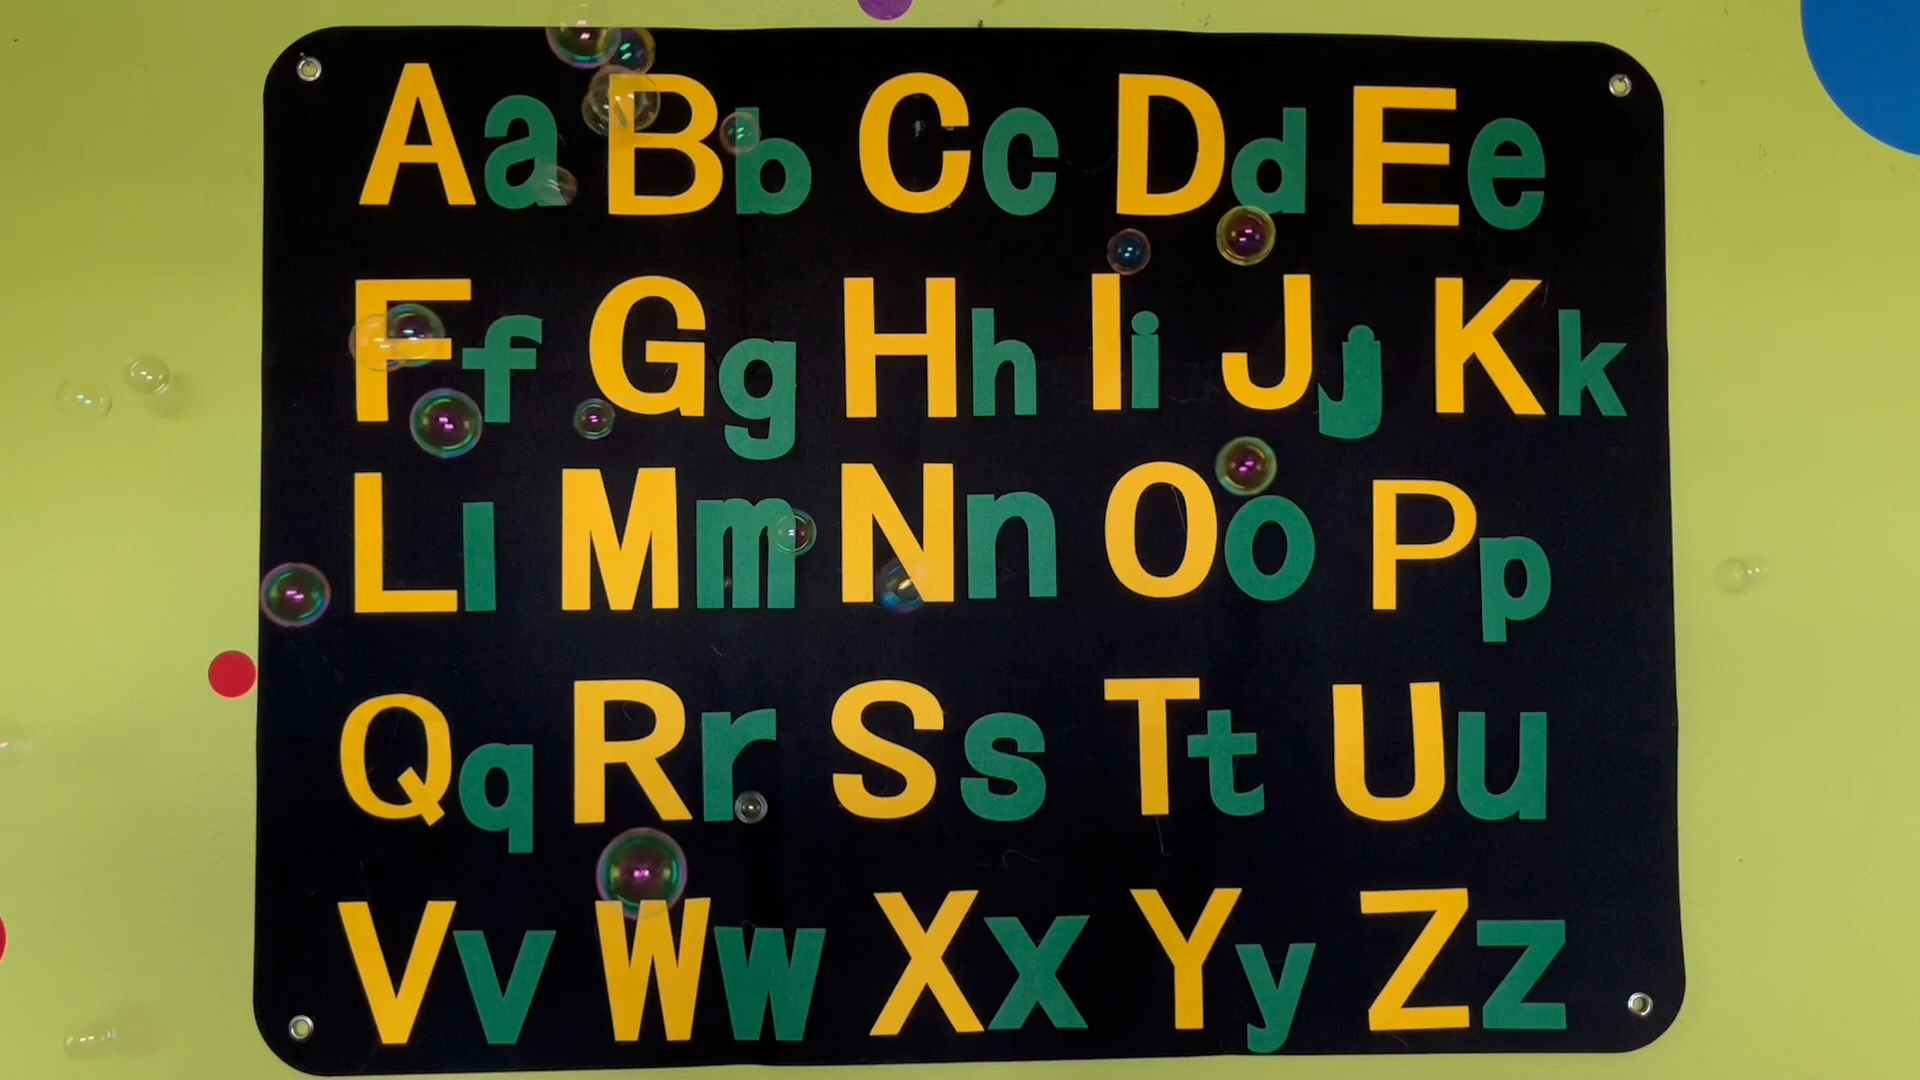 Aa Bb Cc Dd Ee
Ff Gg Hh Ii Jj Kk
Ll Mm Nn Oo Pp
Qq Rr Ss Tt Uu
Vv Ww Xx Yy Zz